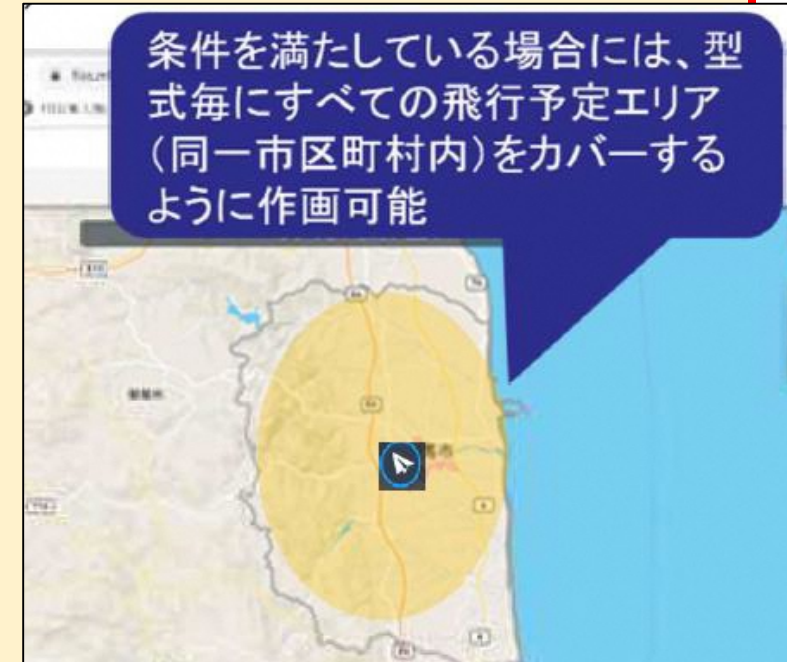 条件を満たしている場合には、型
式毎にすべての飛行予定エリア
（同一市区町村内）をカバーする
ように作画可能
馬市